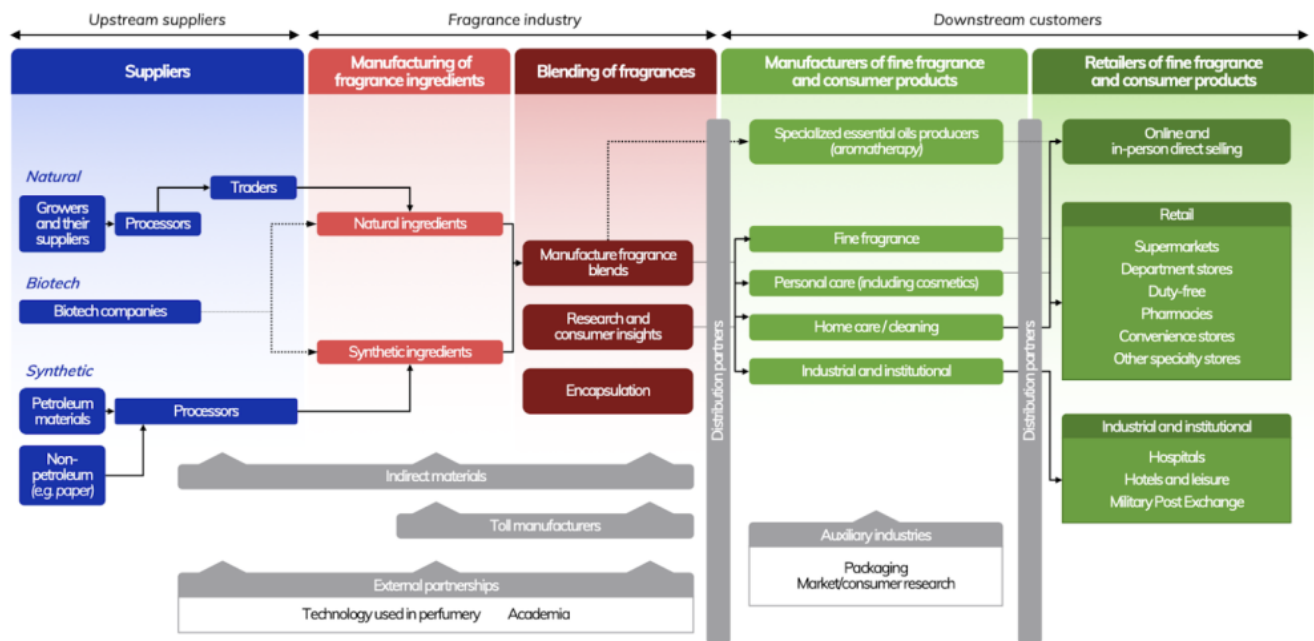 Upstream suppliers
Fragrance industry
Downstream customers
Suppliers
Manufacturing of
fragrance ingredients
Blending of fragrances
Manufacturers of fine fragrance
and consumer products
Retailers of fine fragrance
and consumer products
Natural
Growers
and their
suppliers
Processors
Traders
Biotech
Biotech companies
Synthetic
Petroleum
materials
Non-
petroleum
(e.g. paper)
Processors
Natural ingredients
Synthetic ingredients
Manufacture fragrance
blends
Research and
consumer insights
Encapsulation
Distribution partners
Specialized essential oils producers
(aromatherapy)
Fine fragrance
Personal care (including cosmetics)
Home care / cleaning
Industrial and institutional
Distribution partners
Online and
in-person direct selling
Retail
Supermarkets
Department stores
Duty-free
Pharmacies
Convenience stores
Other specialty stores
Industrial and institutional
Hospitals
Hotels and leisure
Military Post Exchange
Indirect materials
Toll manufacturers
External partnerships
Technology used in perfumery
Academia
Auxiliary industries
Packaging
Market/consumer research